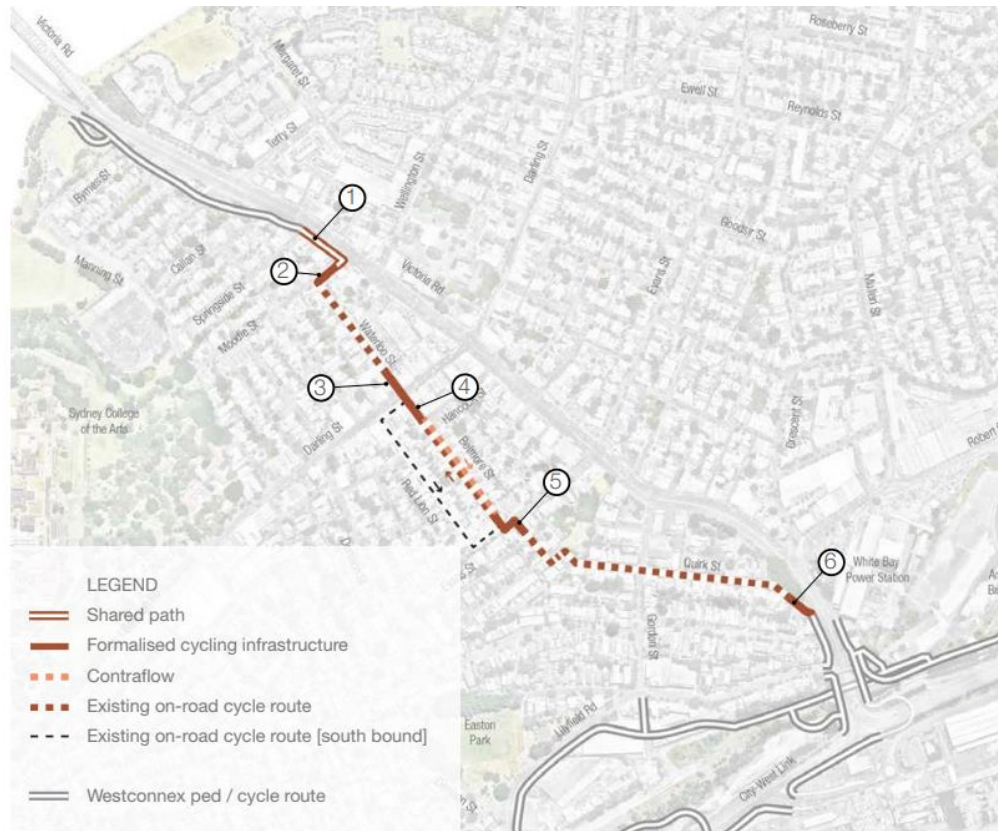 Victoria Rd
Roseberry St
Margaret St
Ewell St
Reynolds St
Terry St
Wellington St
Darling St
Byrnes St
1
Callan St
Goodsir St
Manning St
2
Victoria Rd
Evans St
Mullens St
Springside St
Moodie St
Waterloo St
3
4
Sydney College
of the Arts
Hancock St
Crescent St
Darling St
Belmore St
Robert
Red Lion St
5
LEGEND
Shared path
Formalised cycling infrastructure
Contraflow
Existing on-road cycle route
Existing on-road cycle route [south bound]
Westconnex ped / cycle route
Quirk St
6
White Bay
Power Station
Gordon St
Easton
Park
Lilyfield Rd
City-West Link